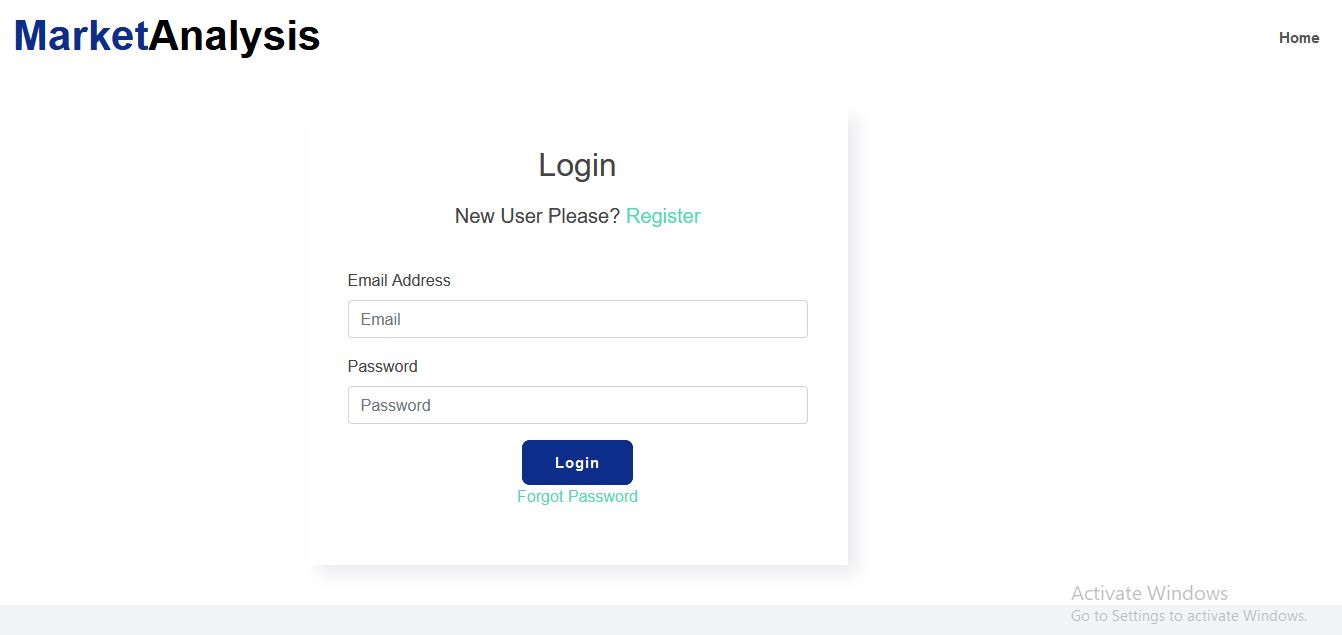 MarketAnalysis
Home
Login
New User Please? Register
Email Address
Email
Password
Password
Login
Forgot Password
Activate Windows
Go to Settings to activate Windows.